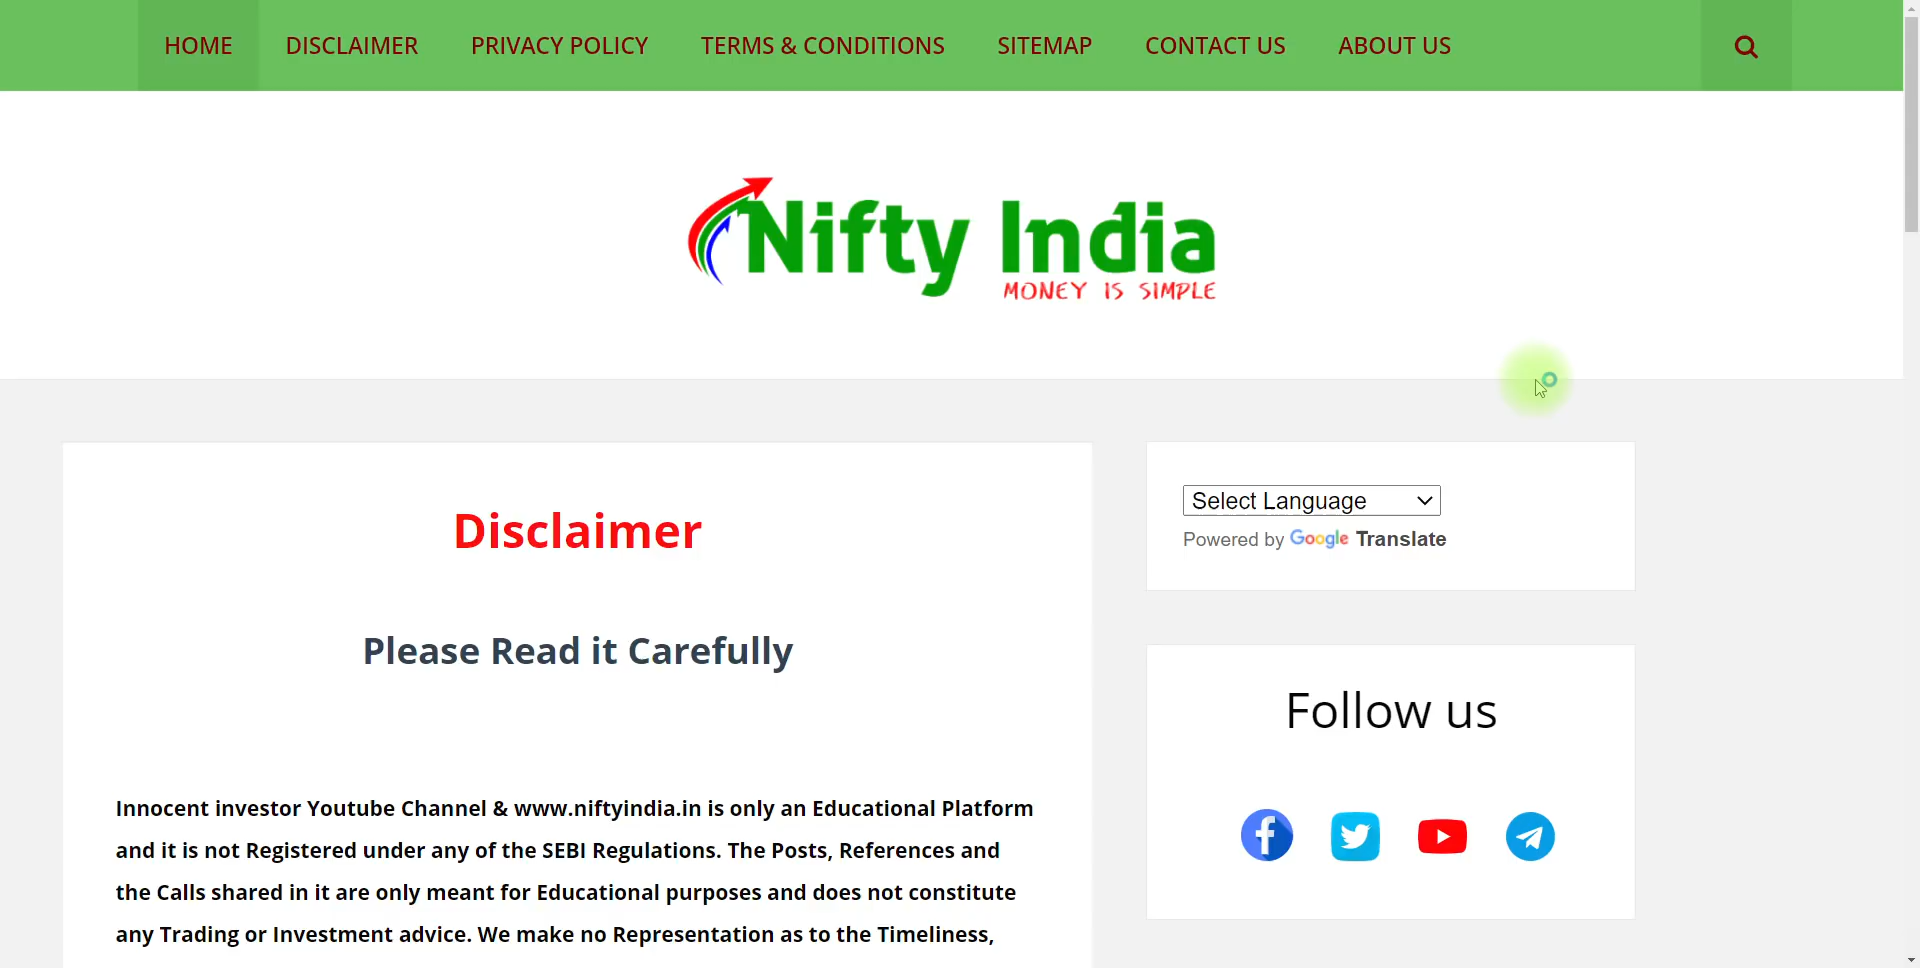 HOME DISCLAIMER PRIVACY POLICY TERMS & CONDITIONS SITEMAP CONTACT US ABOUT US
Nifty India
MONEY IS SIMPLE
Disclaimer
Please Read it Carefully
Innocent investor Youtube Channel & www.niftyindia.in is only an Educational Platform
and it is not Registered under any of the SEBI Regulations. The Posts, References and
the Calls shared in it are only meant for Educational purposes and does not constitute
any Trading or Investment advice. We make no Representation as to the Timeliness,
Select Language
Powered by Google Translate
Follow us